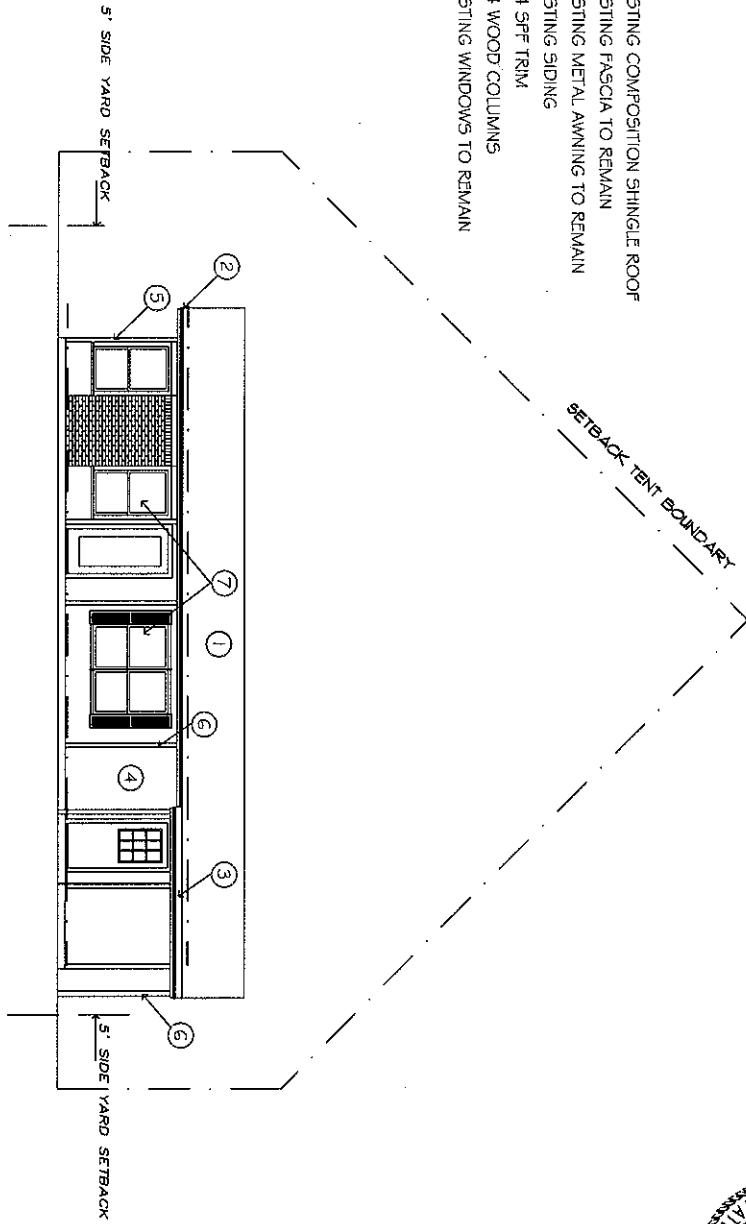 STING COMPOSITION SHINGLE ROOF
STING FASCIA TO REMAIN
STING METAL AWNING TO REMAIN
STING SIDING
4 SPF TRIM
4 WOOD COLUMNS
STING WINDOWS TO REMAIN
SETBACK TENT BOUNDARY
1
2
3
4
5
6
6
7
5' SIDE YARD SETBACK
5' SIDE YARD SETBACK